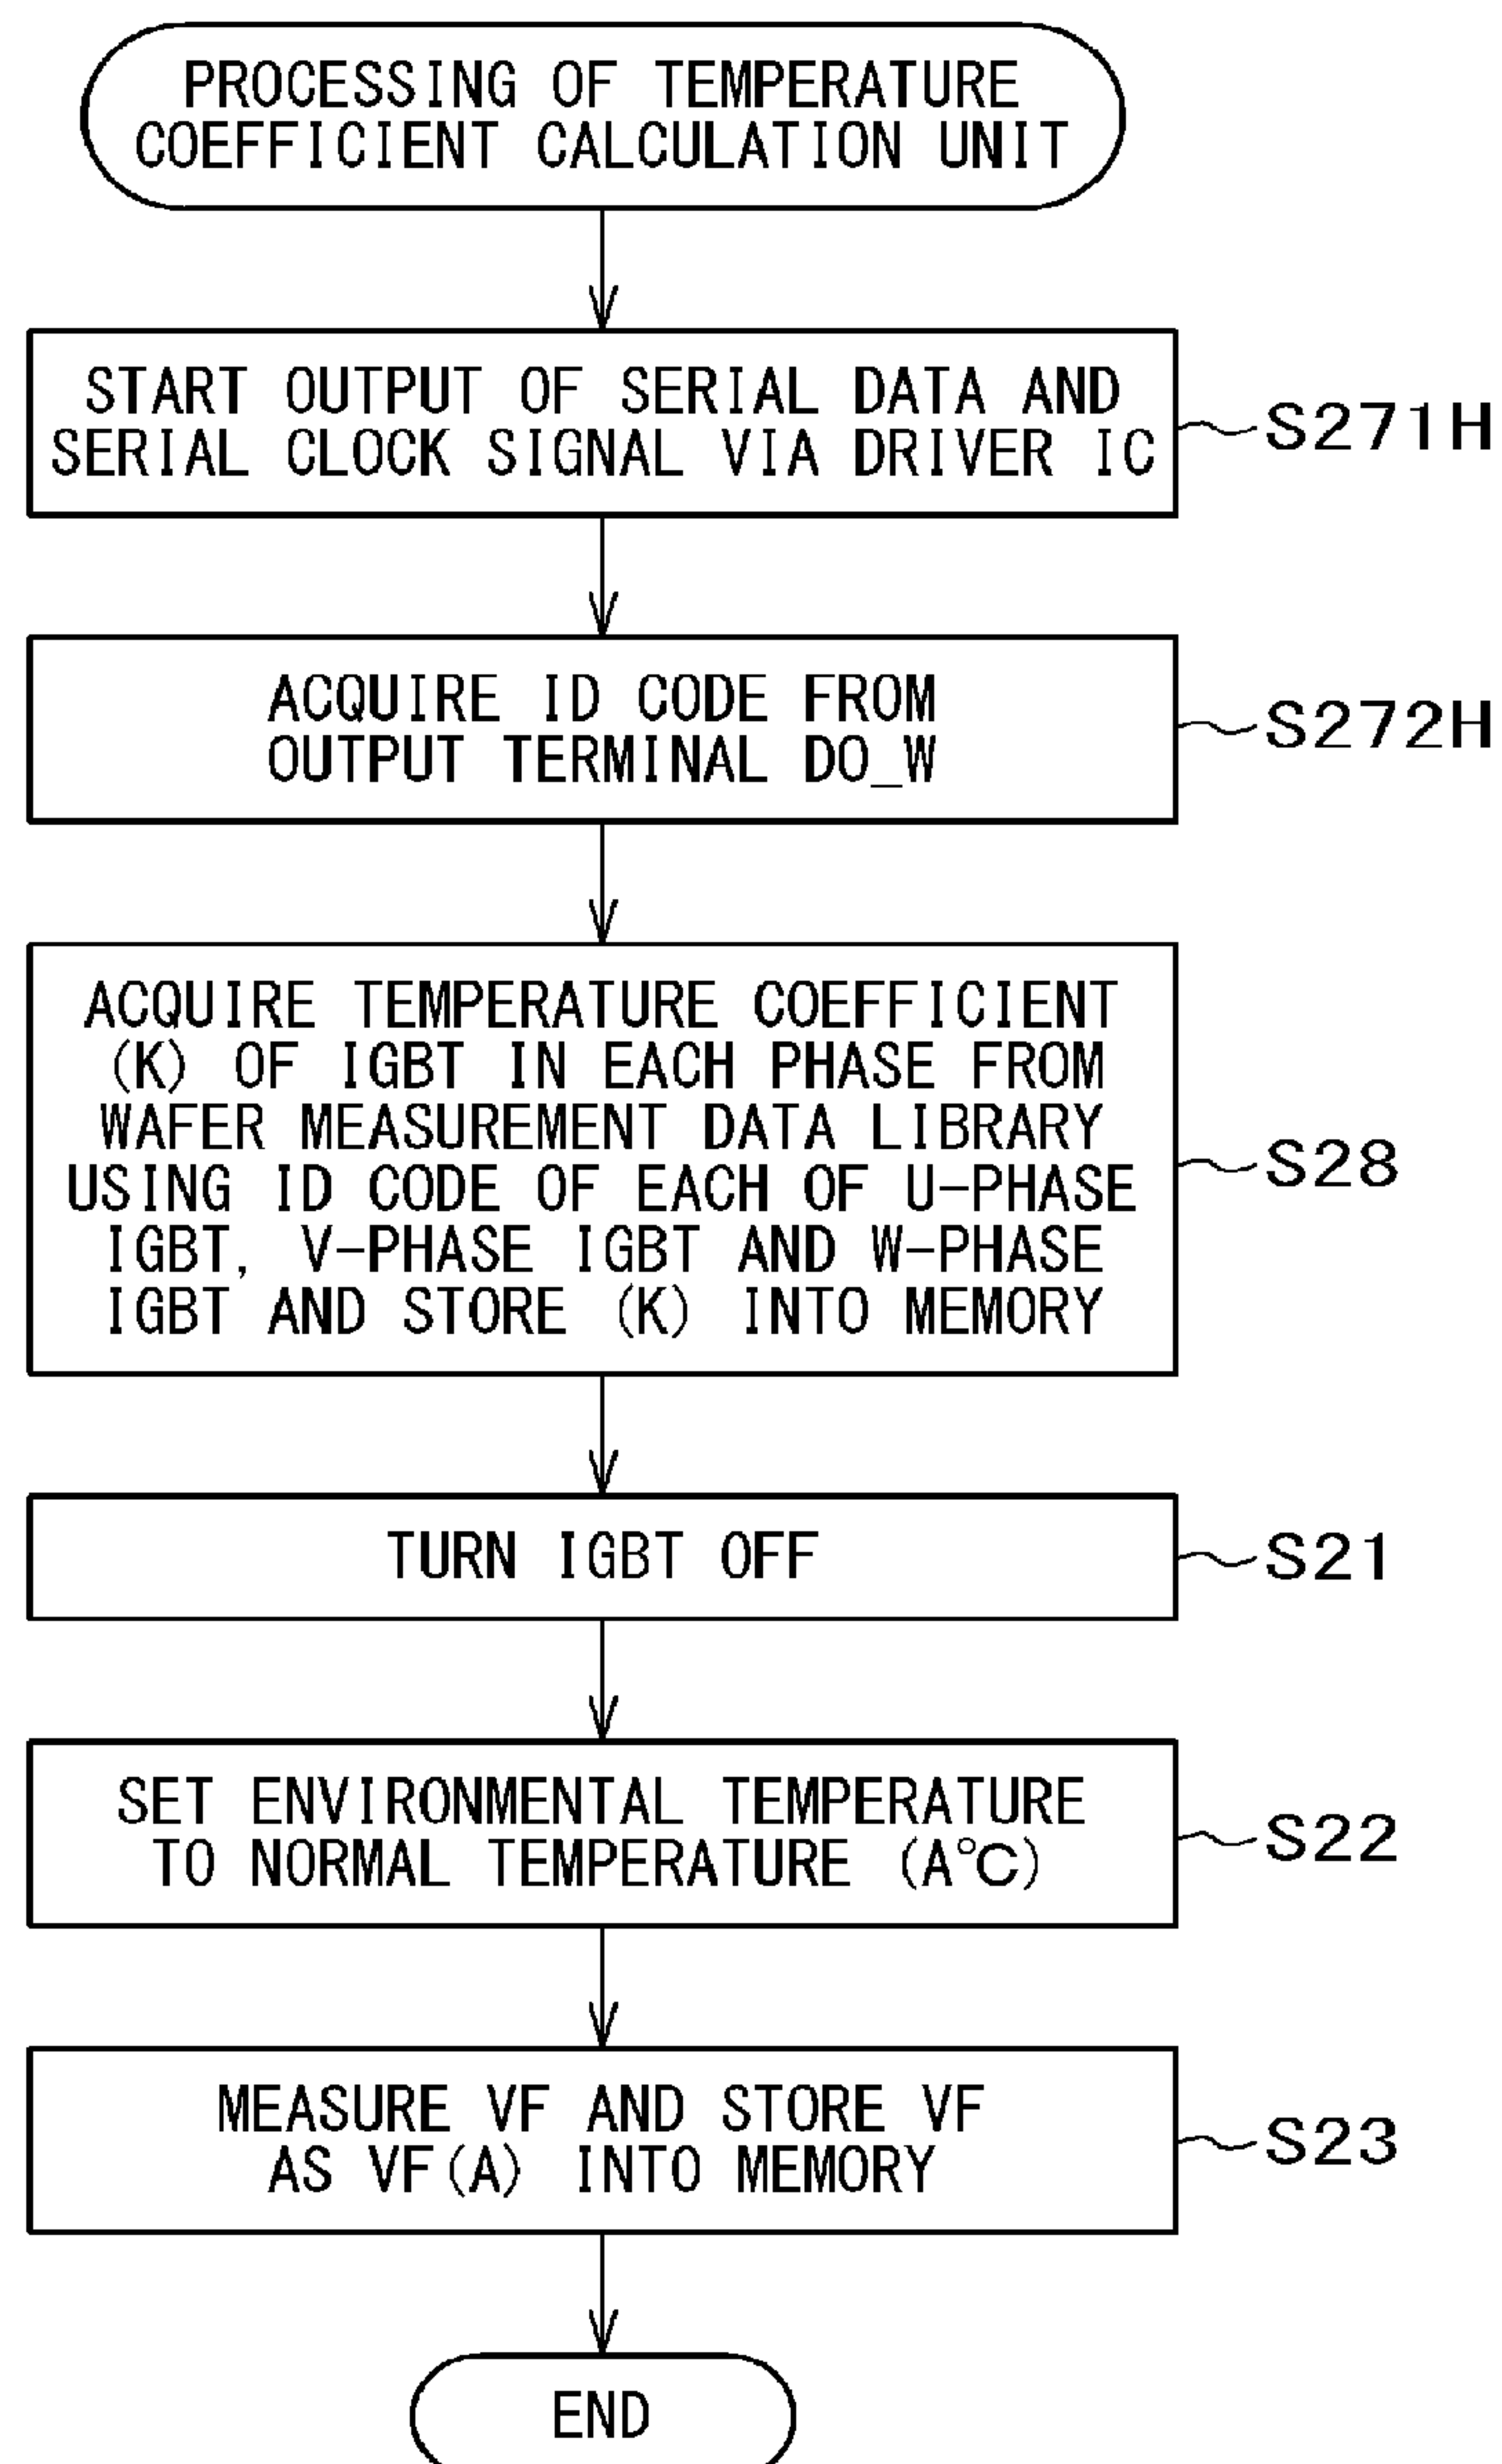 PROCESSING OF TEMPERATURE
COEFFICIENT CALCULATION UNIT
START OUTPUT OF SERIAL DATA AND
SERIAL CLOCK SIGNAL VIA DRIVER IC
S271H
ACQUIRE ID CODE FROM
OUTPUT TERMINAL DO_W
S272H
ACQUIRE TEMPERATURE COEFFICIENT
(K) OF IGBT IN EACH PHASE FROM
WAFER MEASUREMENT DATA LIBRARY
USING ID CODE OF EACH OF U-PHASE
IGBT, V-PHASE IGBT AND W-PHASE
IGBT AND STORE (K) INTO MEMORY
S28
TURN IGBT OFF
S21
SET ENVIRONMENTAL TEMPERATURE
TO NORMAL TEMPERATURE (A℃)
S22
MEASURE VF AND STORE VF
AS VF(A) INTO MEMORY
S23
END